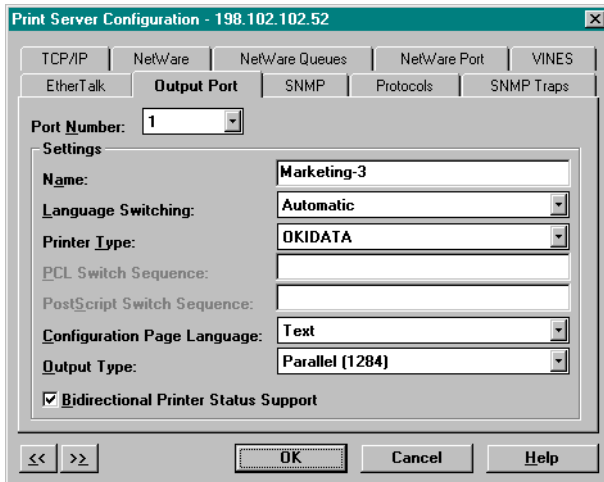 Print Server Configuration - 198.102.102.52
TCP/IP NetWare NetWare Queues NetWare Port VINES
EtherTalk Output Port SNMP Protocols SNMP Traps
Port Number: 1
Settings
Name: Marketing-3
Language Switching: Automatic
Printer Type: OKIDATA
PCL Switch Sequence:
PostScript Switch Sequence:
Configuration Page Language: Text
Output Type: Parallel (1284)
Bidirectional Printer Status Support
<< >> OK Cancel Help